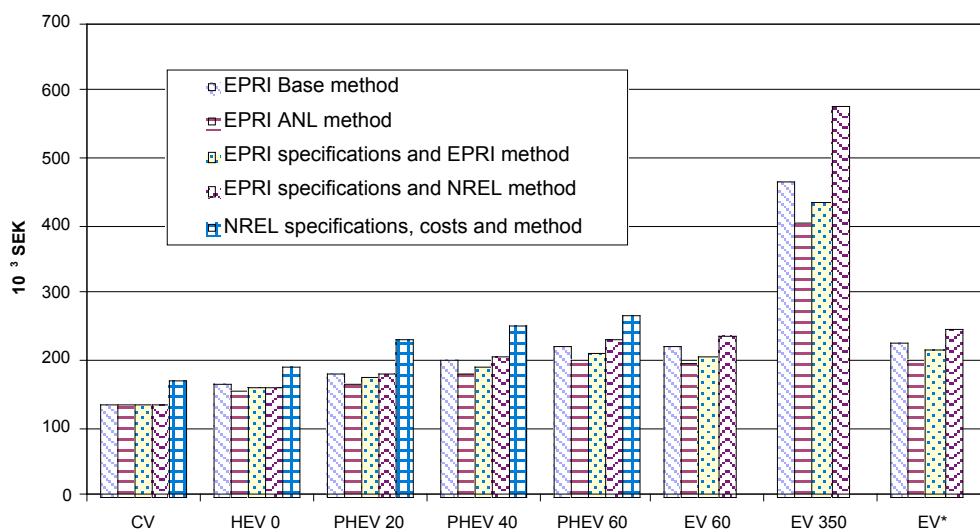 700
600
500
400
300
200
100
0
10 ³ SEK
EPRI Base method
EPRI ANL method
EPRI specifications and EPRI method
EPRI specifications and NREL method
NREL specifications, costs and method
CV HEV 0 PHEV 20 PHEV 40 PHEV 60 EV 60 EV 350 EV*